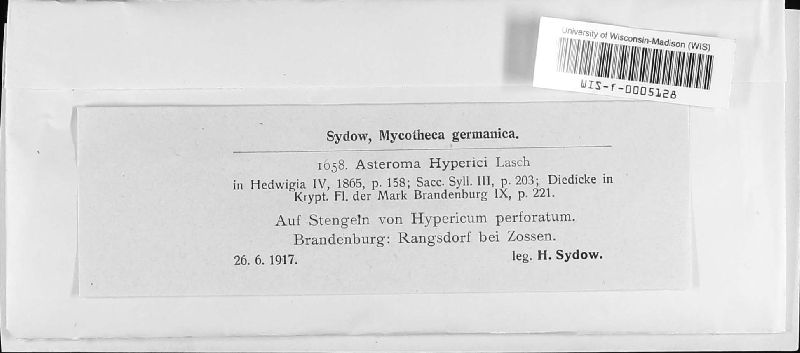 University of Wisconsin-Madison (WIS)
WIS-f-0005128
Sydow, Mycotheca germanica.
1658. Asteroma Hyperici Lasch
in Hedwigia IV, 1865, p. 158; Sacc. Syll. III, p. 203; Diedicke in
Krypt. Fl. der Mark Brandenburg IX, p. 221.
Auf Stengeln von Hypericum perforatum.
Brandenburg: Rangsdorf bei Zossen.
26. 6. 1917. leg. H. Sydow.